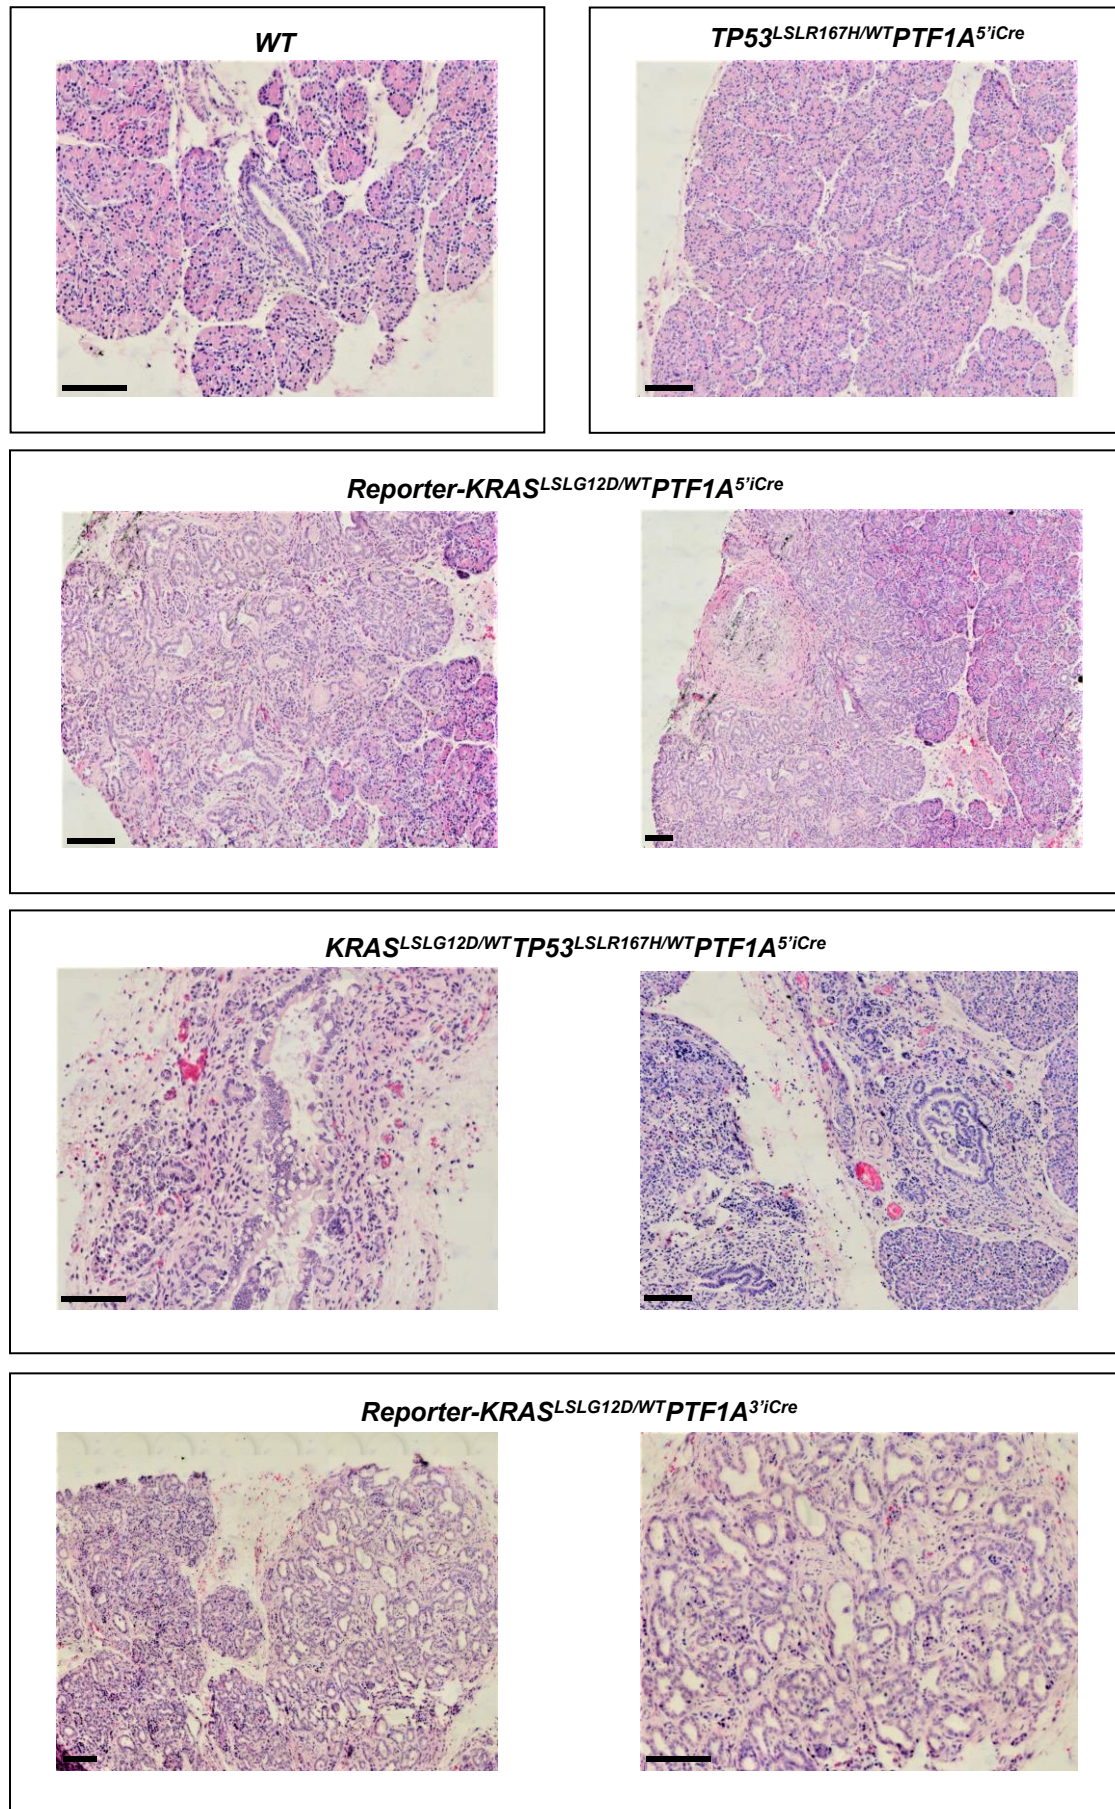 WT
TP53LSLR167H/WTPTF1A5'iCre
Reporter-KRASLSLG12D/WTPTF1A5'iCre
KRASLSLG12D/WTTP53LSLR167H/WTPTF1A5'iCre
Reporter-KRASLSLG12D/WTPTF1A3'iCre